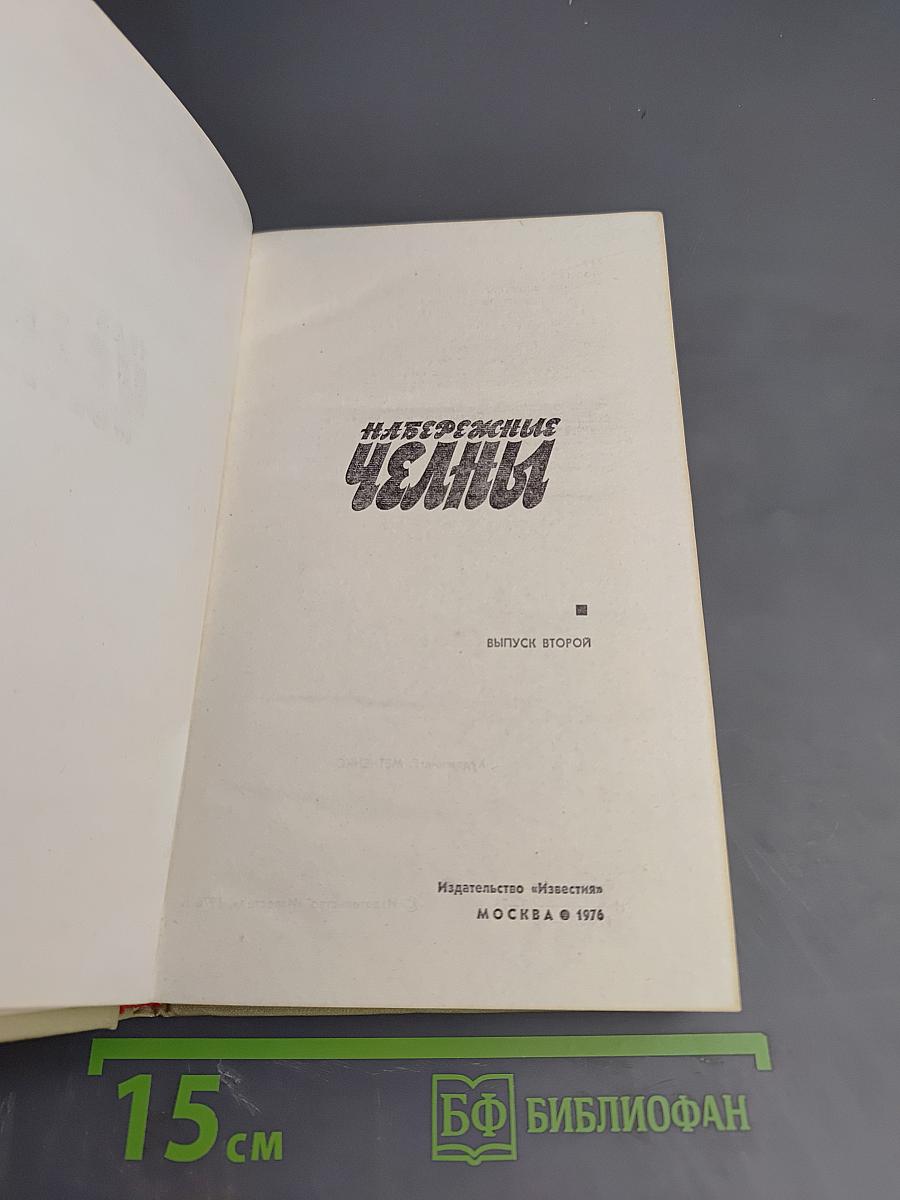 НАБЕРЕЖНЫЕ
ЧЕЛНЫ
ВЫПУСК ВТОРОЙ
Издательство «Известия»
МОСКВА 1976
15 см
БФ БИБЛИОФАН